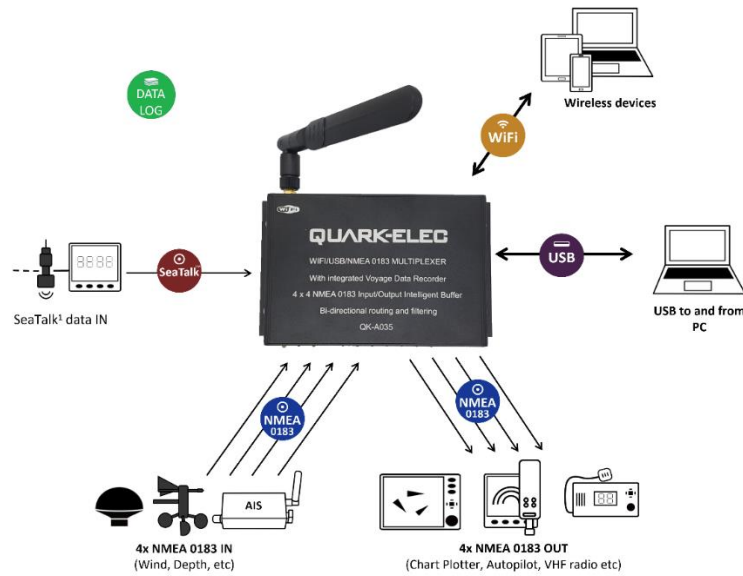 DATA
LOG
Wireless devices
WiFi
WiFi
QUARK-ELEC
WIFI/USB/NMEA 0183 MULTIPLEXER
With integrated Voyage Data Recorder
4 x 4 NMEA 0183 Input/Output Intelligent Buffer
Bi-directional routing and filtering
QK-A035
SeaTalk
USB
SeaTalk¹ data IN
USB to and from
PC
NMEA
0183
NMEA
0183
AIS
4x NMEA 0183 IN
(Wind, Depth, etc)
4x NMEA 0183 OUT
(Chart Plotter, Autopilot, VHF radio etc)